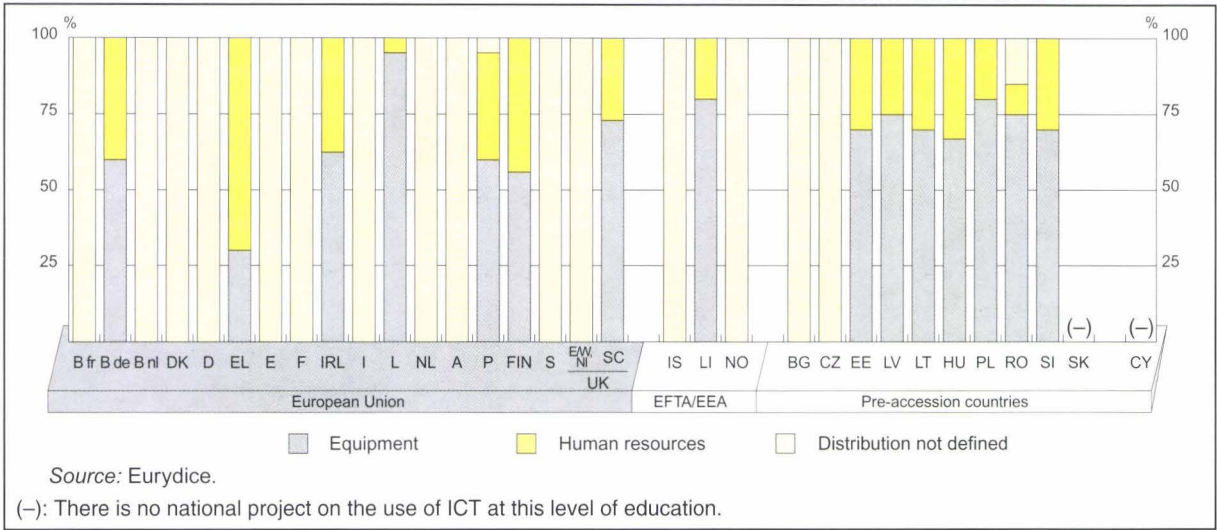 % %
100 100
75 75
50 50
25 25
(–) (–)
B fr B de B nl DK D EL E F IRL I L NL A P FIN S E/W, NI SC IS LI NO BG CZ EE LV LT HU PL RO SI SK CY
UK
European Union EFTA/EEA Pre-accession countries
Equipment Human resources Distribution not defined
Source: Eurydice.
(–): There is no national project on the use of ICT at this level of education.